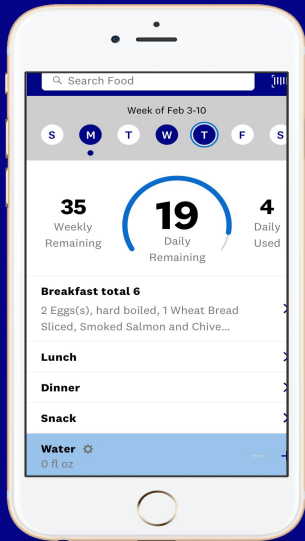 Search Food
Week of Feb 3-10
S M T W T F S
35 19 4
Weekly Daily Daily
Remaining Remaining Used
Breakfast total 6
2 Eggs(s), hard boiled, 1 Wheat Bread
Sliced, Smoked Salmon and Chive...
Lunch
Dinner
Snack
Water
0 fl oz